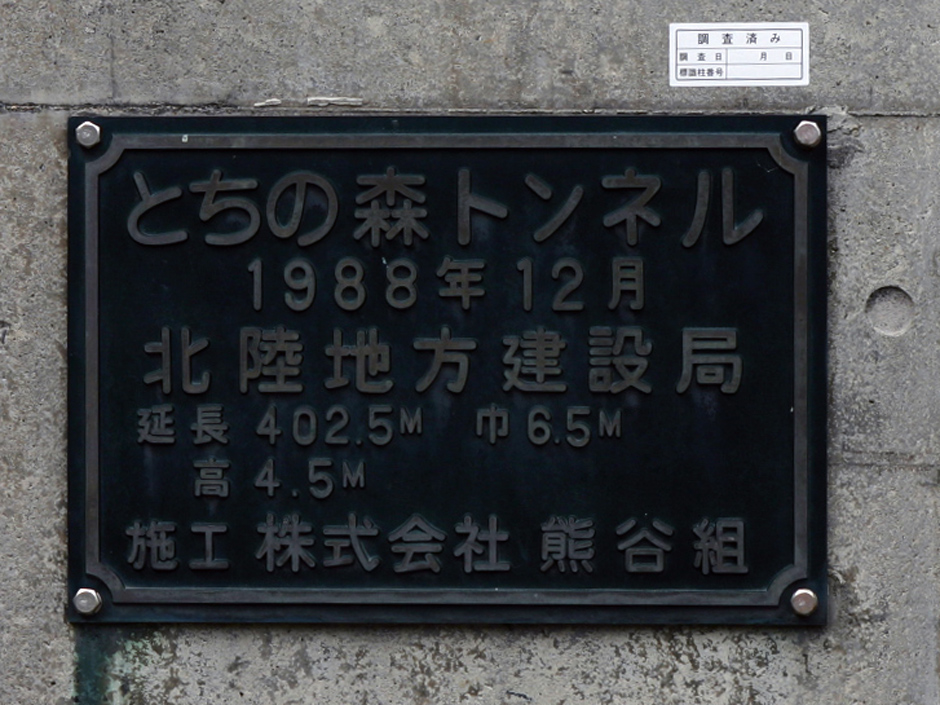 調査済み
調査日 月 日
標識柱番号
とちの森トンネル
1988年12月
北陸地方建設局
延長 402.5M 巾6.5M
高 4.5M
施工 株式会社 熊谷組